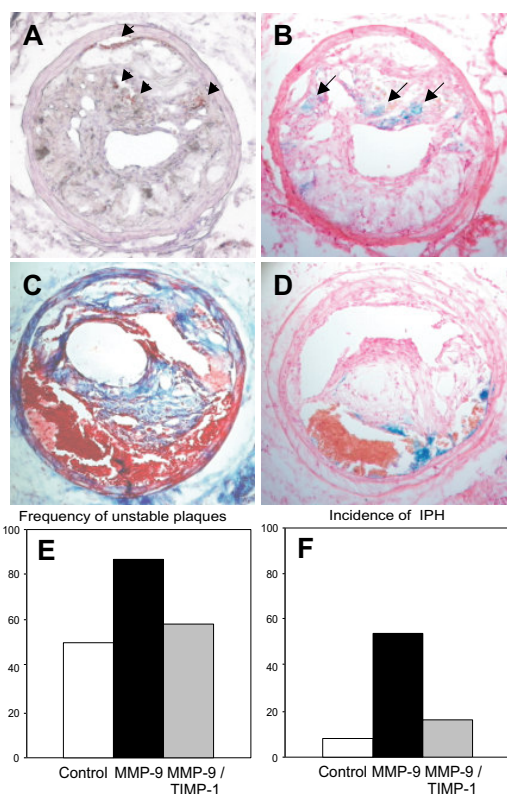 A
B
C
D
Frequency of unstable plaques
Incidence of IPH
E
F
100
80
60
40
20
0
Control MMP-9 MMP-9 /
TIMP-1
100
80
60
40
20
0
Control MMP-9 MMP-9 /
TIMP-1